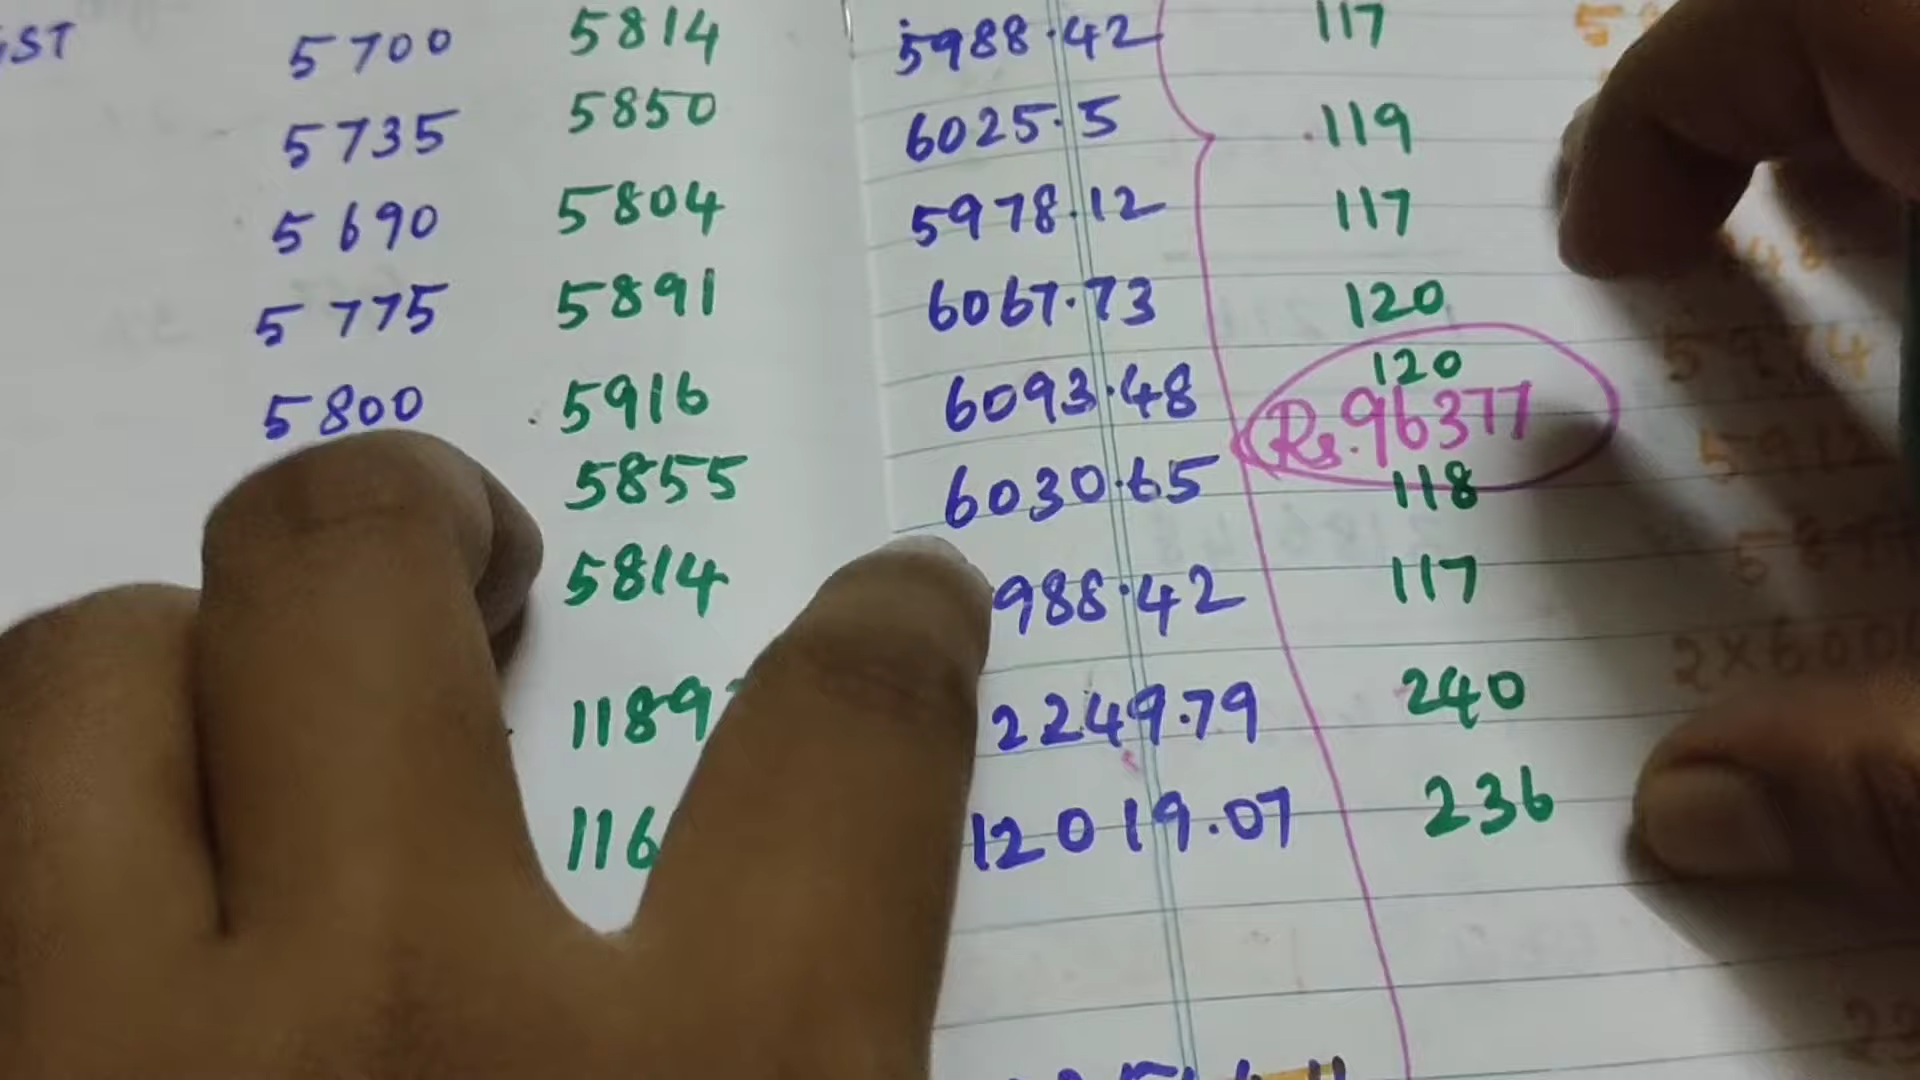 5700 5814 5988.42 117
5735 5850 6025.5 119
5690 5804 5978.12 117
5775 5891 6067.73 120
5800 5916 6093.48 120
Rs.96377
5855 6030.65 118
5814 988.42 117
1189 2249.79 240
116 12019.07 236